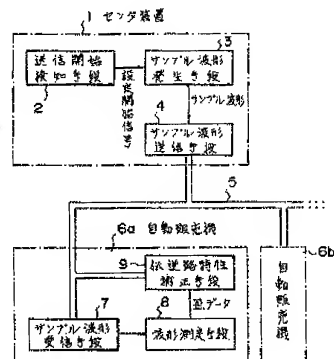 1 センタ装置
送信開始
検知手段
2
設定開始信号
3
サンプル波形
発生手段
サンプル波形
4
サンプル波形
送信手段
5
6a 自動販売機
9
伝送路特性
補正手段
7
8
データ
サンプル波形
受信手段
波形測定手段
自動販売機
6b